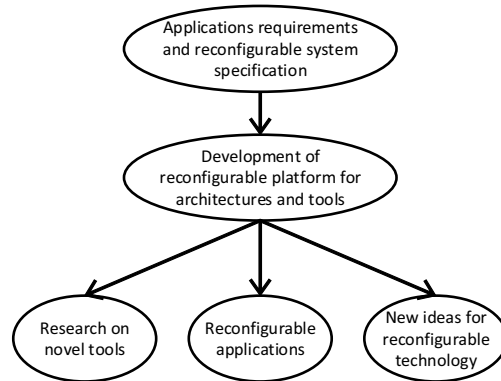 Applications requirements
and reconfigurable system
specification
Development of
reconfigurable platform for
architectures and tools
Research on
novel tools
Reconfigurable
applications
New ideas for
reconfigurable
technology